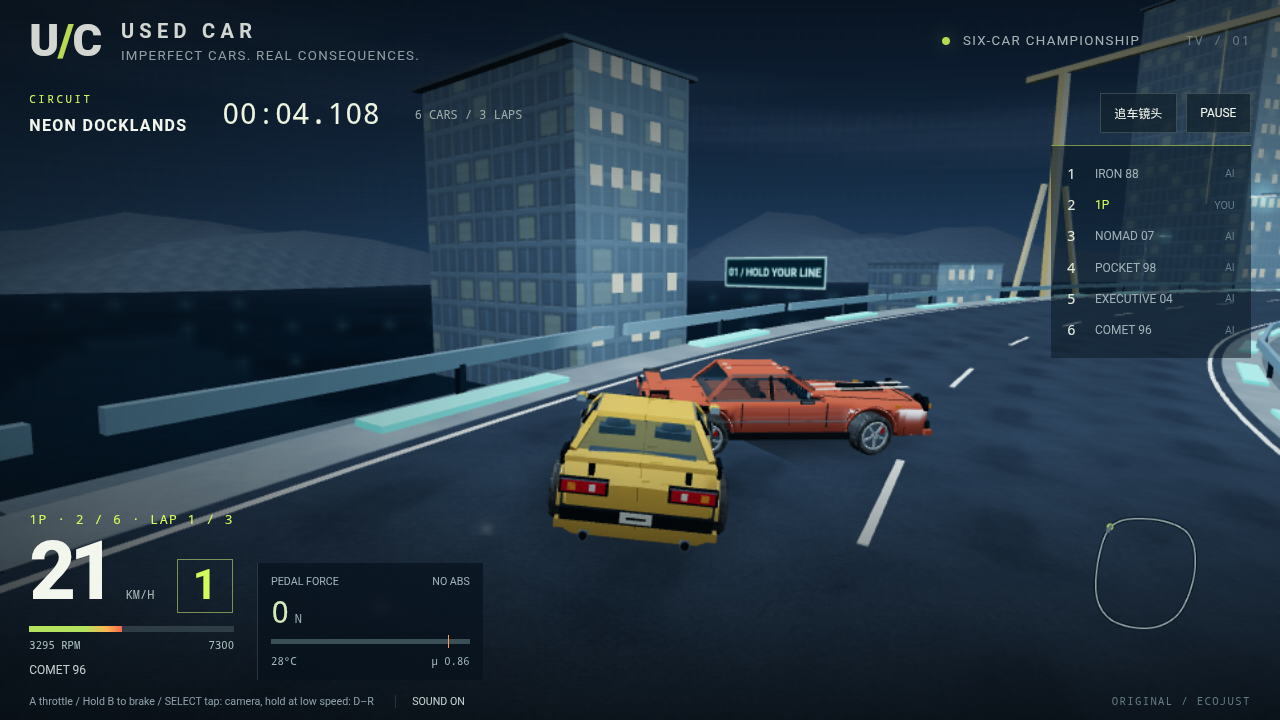 U/C
USED CAR
IMPERFECT CARS. REAL CONSEQUENCES.
SIX-CAR CHAMPIONSHIP
TV / 01
CIRCUIT
NEON DOCKLANDS
00:04.108
6 CARS / 3 LAPS
追车镜头
PAUSE
1 IRON 88 AI
2 1P YOU
3 NOMAD 07 AI
4 POCKET 98 AI
5 EXECUTIVE 04 AI
6 COMET 96 AI
01 / HOLD YOUR LINE
1P · 2 / 6 · LAP 1 / 3
21 KM/H 1
3295 RPM 7300
COMET 96
PEDAL FORCE NO ABS
0 N
28°C μ 0.86
A throttle / Hold B to brake / SELECT tap: camera, hold at low speed: D–R
SOUND ON
ORIGINAL / ECOJUST